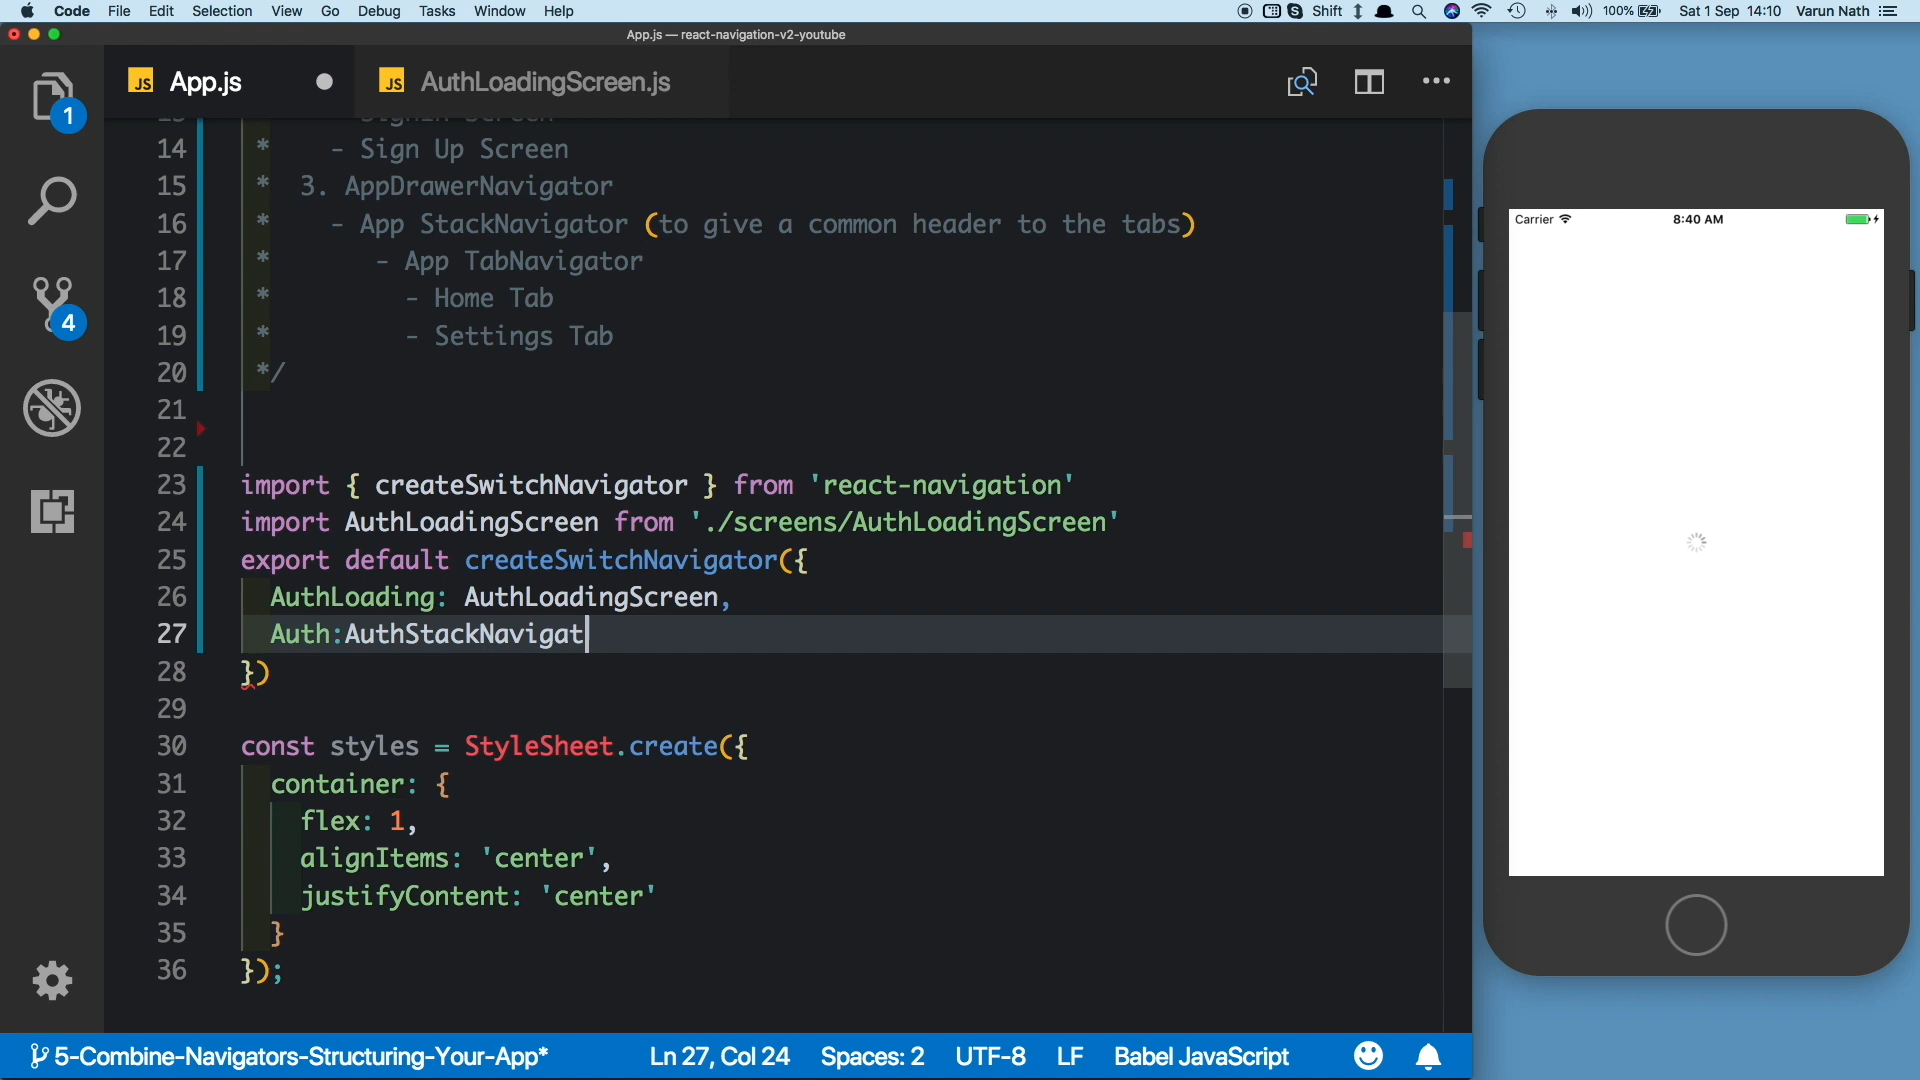 Code File Edit Selection View Go Debug Tasks Window Help
Shift 100% Sat 1 Sep 14:10 Varun Nath
App.js — react-navigation-v2-youtube
JS App.js
JS AuthLoadingScreen.js
1
4
14 * - Sign Up Screen
15 * 3. AppDrawerNavigator
16 * - App StackNavigator (to give a common header to the tabs)
17 * - App TabNavigator
18 * - Home Tab
19 * - Settings Tab
20 */
21
22
23 import { createSwitchNavigator } from 'react-navigation'
24 import AuthLoadingScreen from './screens/AuthLoadingScreen'
25 export default createSwitchNavigator({
26 AuthLoading: AuthLoadingScreen,
27 Auth:AuthStackNavigat
28 })
29
30 const styles = StyleSheet.create({
31 container: {
32 flex: 1,
33 alignItems: 'center',
34 justifyContent: 'center'
35 }
36 });
5-Combine-Navigators-Structuring-Your-App* Ln 27, Col 24 Spaces: 2 UTF-8 LF Babel JavaScript
Carrier 8:40 AM